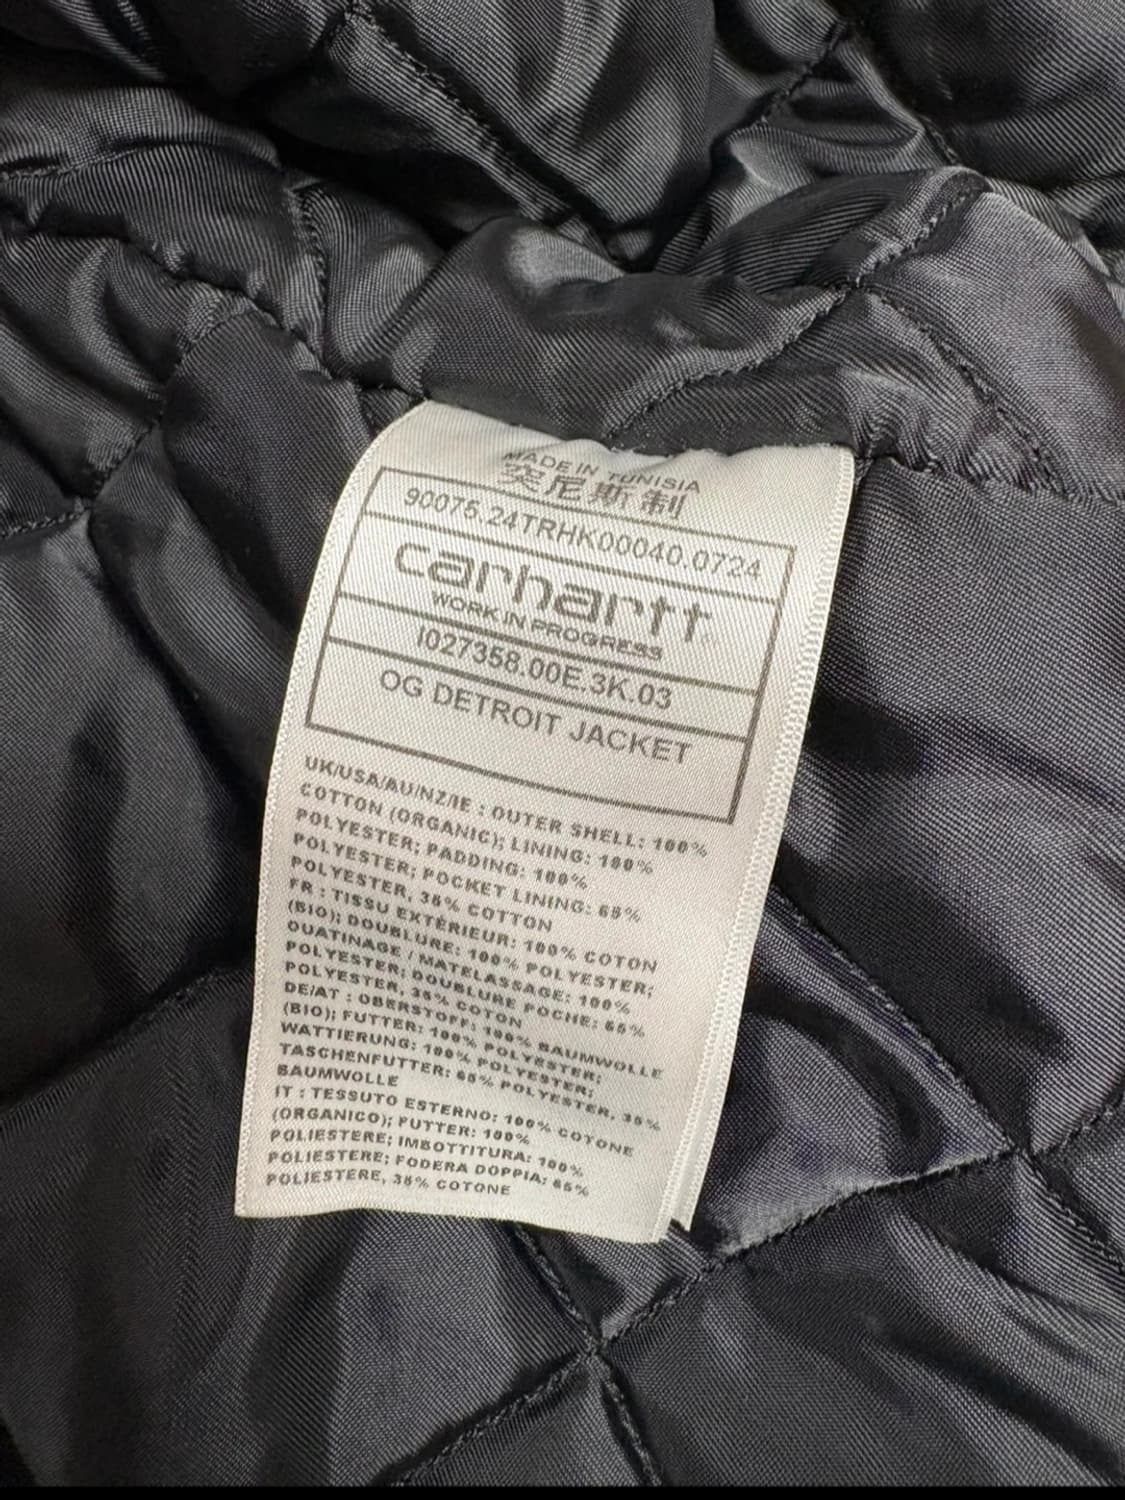 MADE IN TUNISIA
突尼斯制
90075.24TRHK00040.0724
carhartt
WORK IN PROGRESS
I027358.00E.3K.03
OG DETROIT JACKET
UK/USA/AU/NZ/IE : OUTER SHELL: 100%
COTTON (ORGANIC); LINING: 100%
POLYESTER; PADDING: 100%
POLYESTER; POCKET LINING: 65%
POLYESTER, 35% COTTON
FR : TISSU EXTÉRIEUR: 100% COTON
(BIO); DOUBLURE: 100% POLYESTER;
OUATINAGE / MATELASSAGE: 100%
POLYESTER; DOUBLURE POCHE: 65%
POLYESTER, 35% COTON
DE/AT : OBERSTOFF: 100% BAUMWOLLE
(BIO); FUTTER: 100% POLYESTER;
WATTIERUNG: 100% POLYESTER;
TASCHENFUTTER: 65% POLYESTER, 35%
BAUMWOLLE
IT : TESSUTO ESTERNO: 100% COTONE
(ORGANICO); FUTTER: 100%
POLIESTERE; IMBOTTITURA: 100%
POLIESTERE; FODERA DOPPIA: 65%
POLIESTERE, 35% COTONE